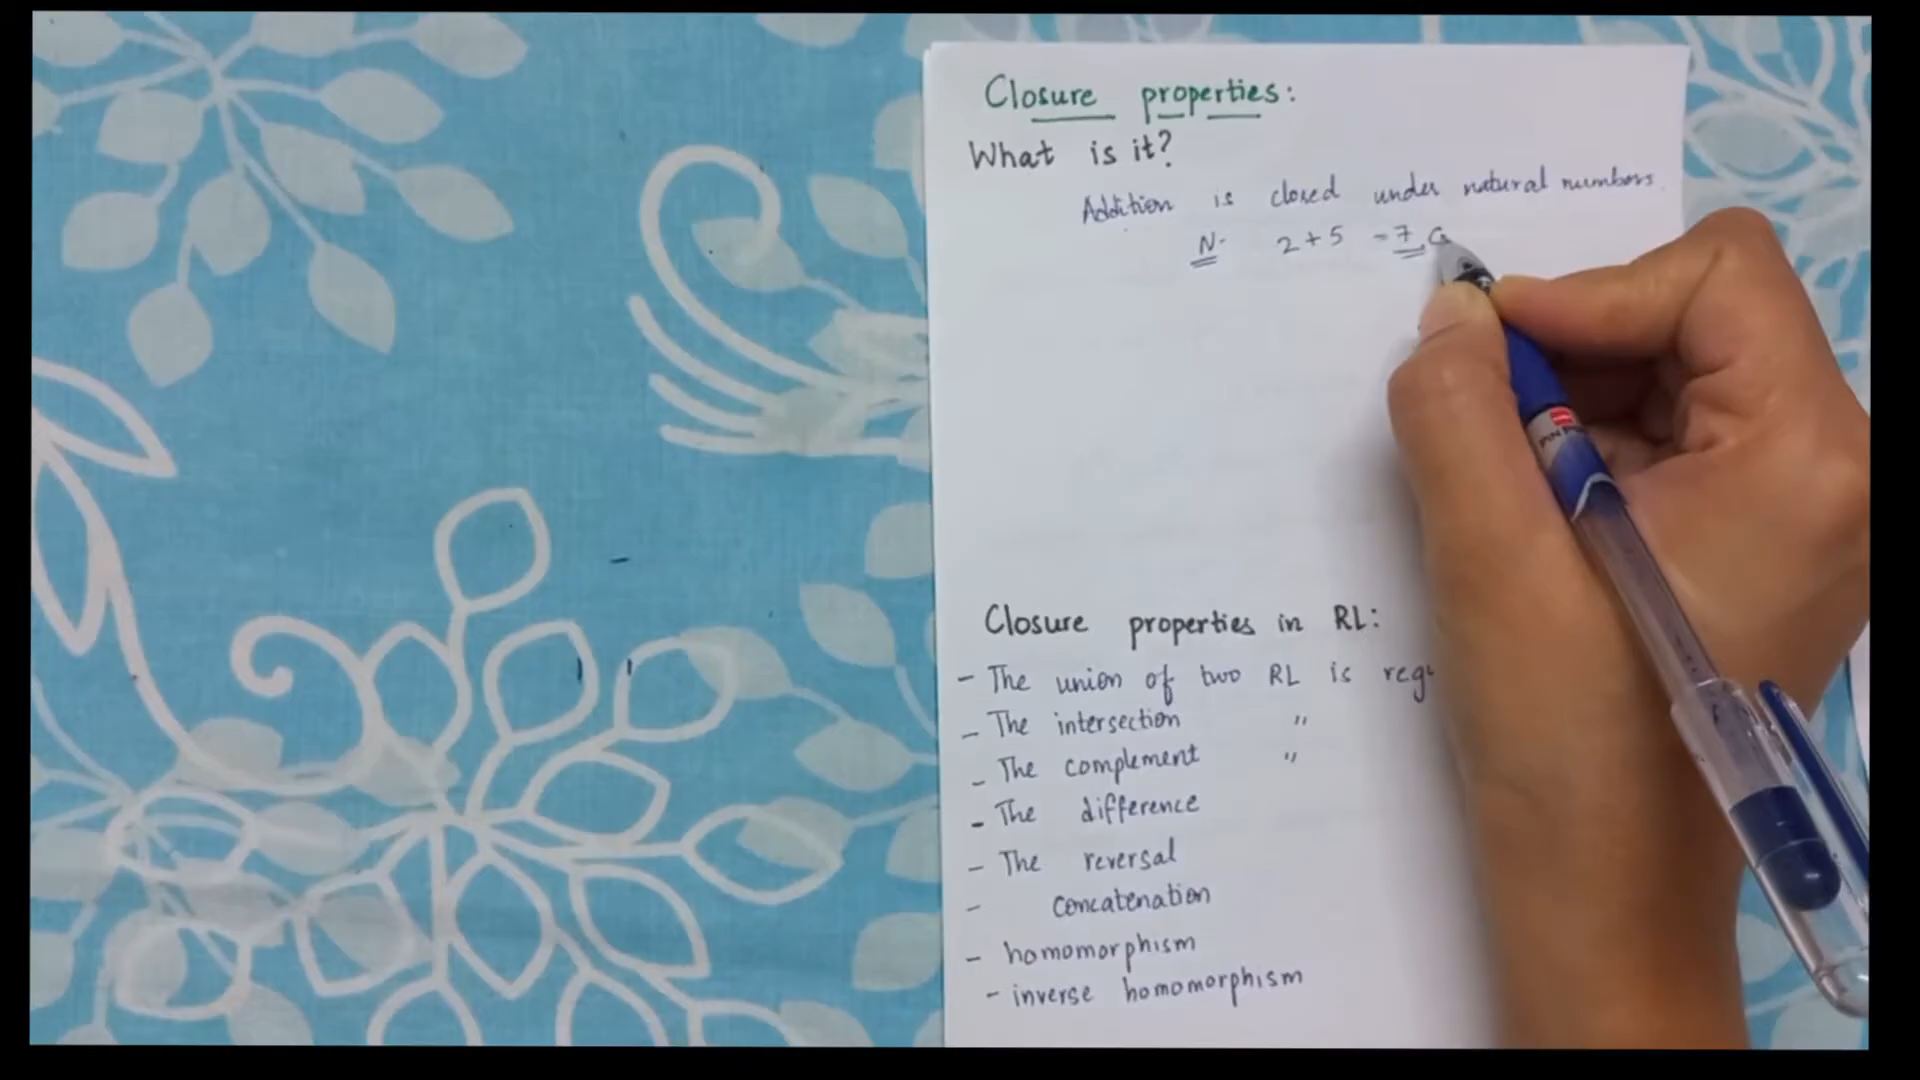 Closure properties:
What is it?
Addition is closed under natural numbers.
N. 2+5 =7
Closure properties in RL:
- The union of two RL is regu
- The intersection "
- The complement "
- The difference
- The reversal
- concatenation
- homomorphism
- inverse homomorphism